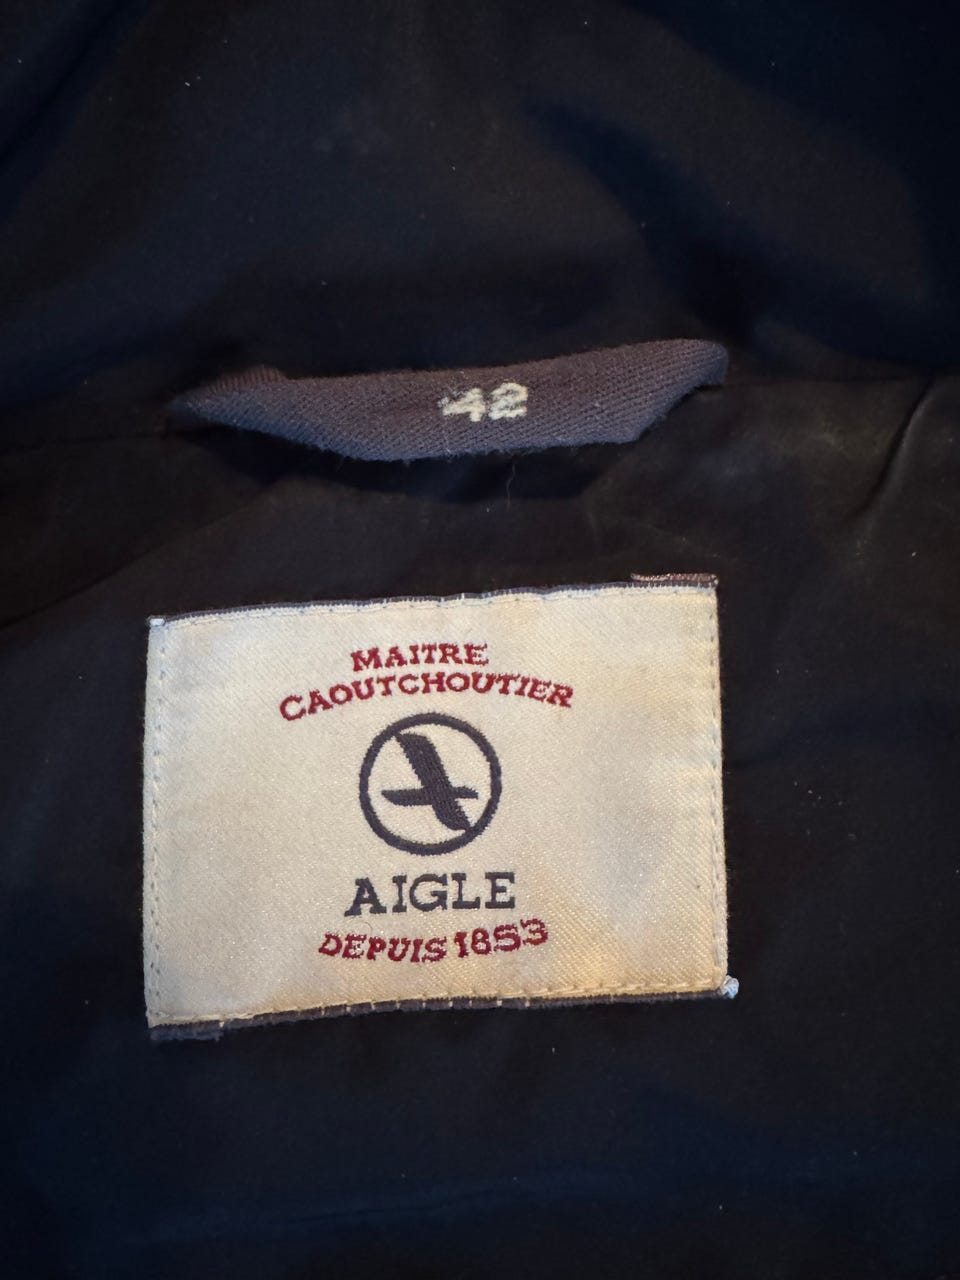 42
MAITRE
CAOUTCHOUTIER
AIGLE
DEPUIS 1853